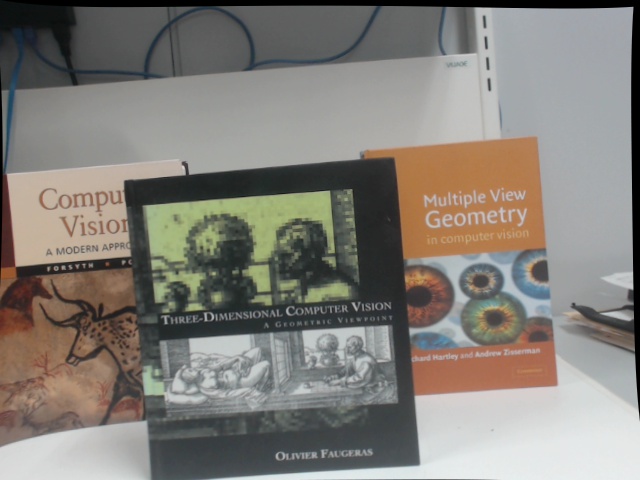 Compu
Vision
A MODERN APPRO
FORSYTH
THREE-DIMENSIONAL COMPUTER VISION
A GEOMETRIC VIEWPOINT
OLIVIER FAUGERAS
Multiple View
Geometry
in computer vision
chard Hartley and Andrew Zisserman